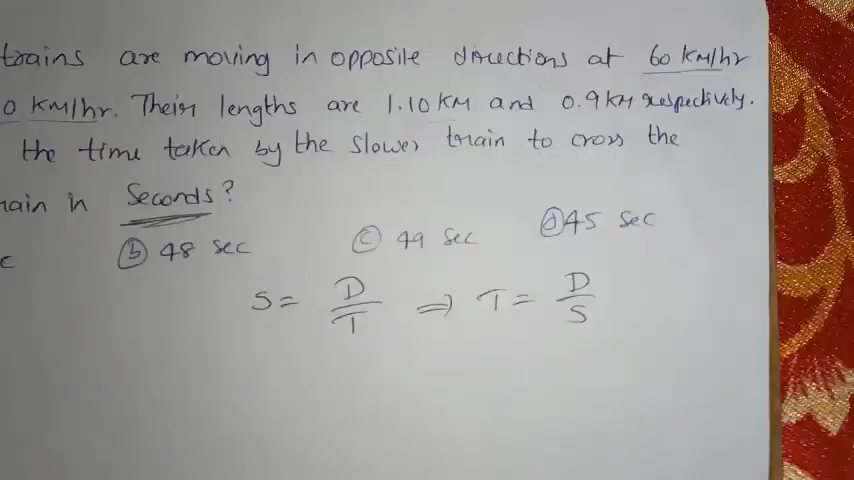 trains are moving in opposite directions at 60 KM/hr
0 KM/hr. Their lengths are 1.10 KM and 0.9 KM respectively.
the time taken by the slower train to cross the
rain in Seconds?
c (b) 48 sec (c) 49 sec (d) 45 sec
S = D/T ⇒ T = D/S